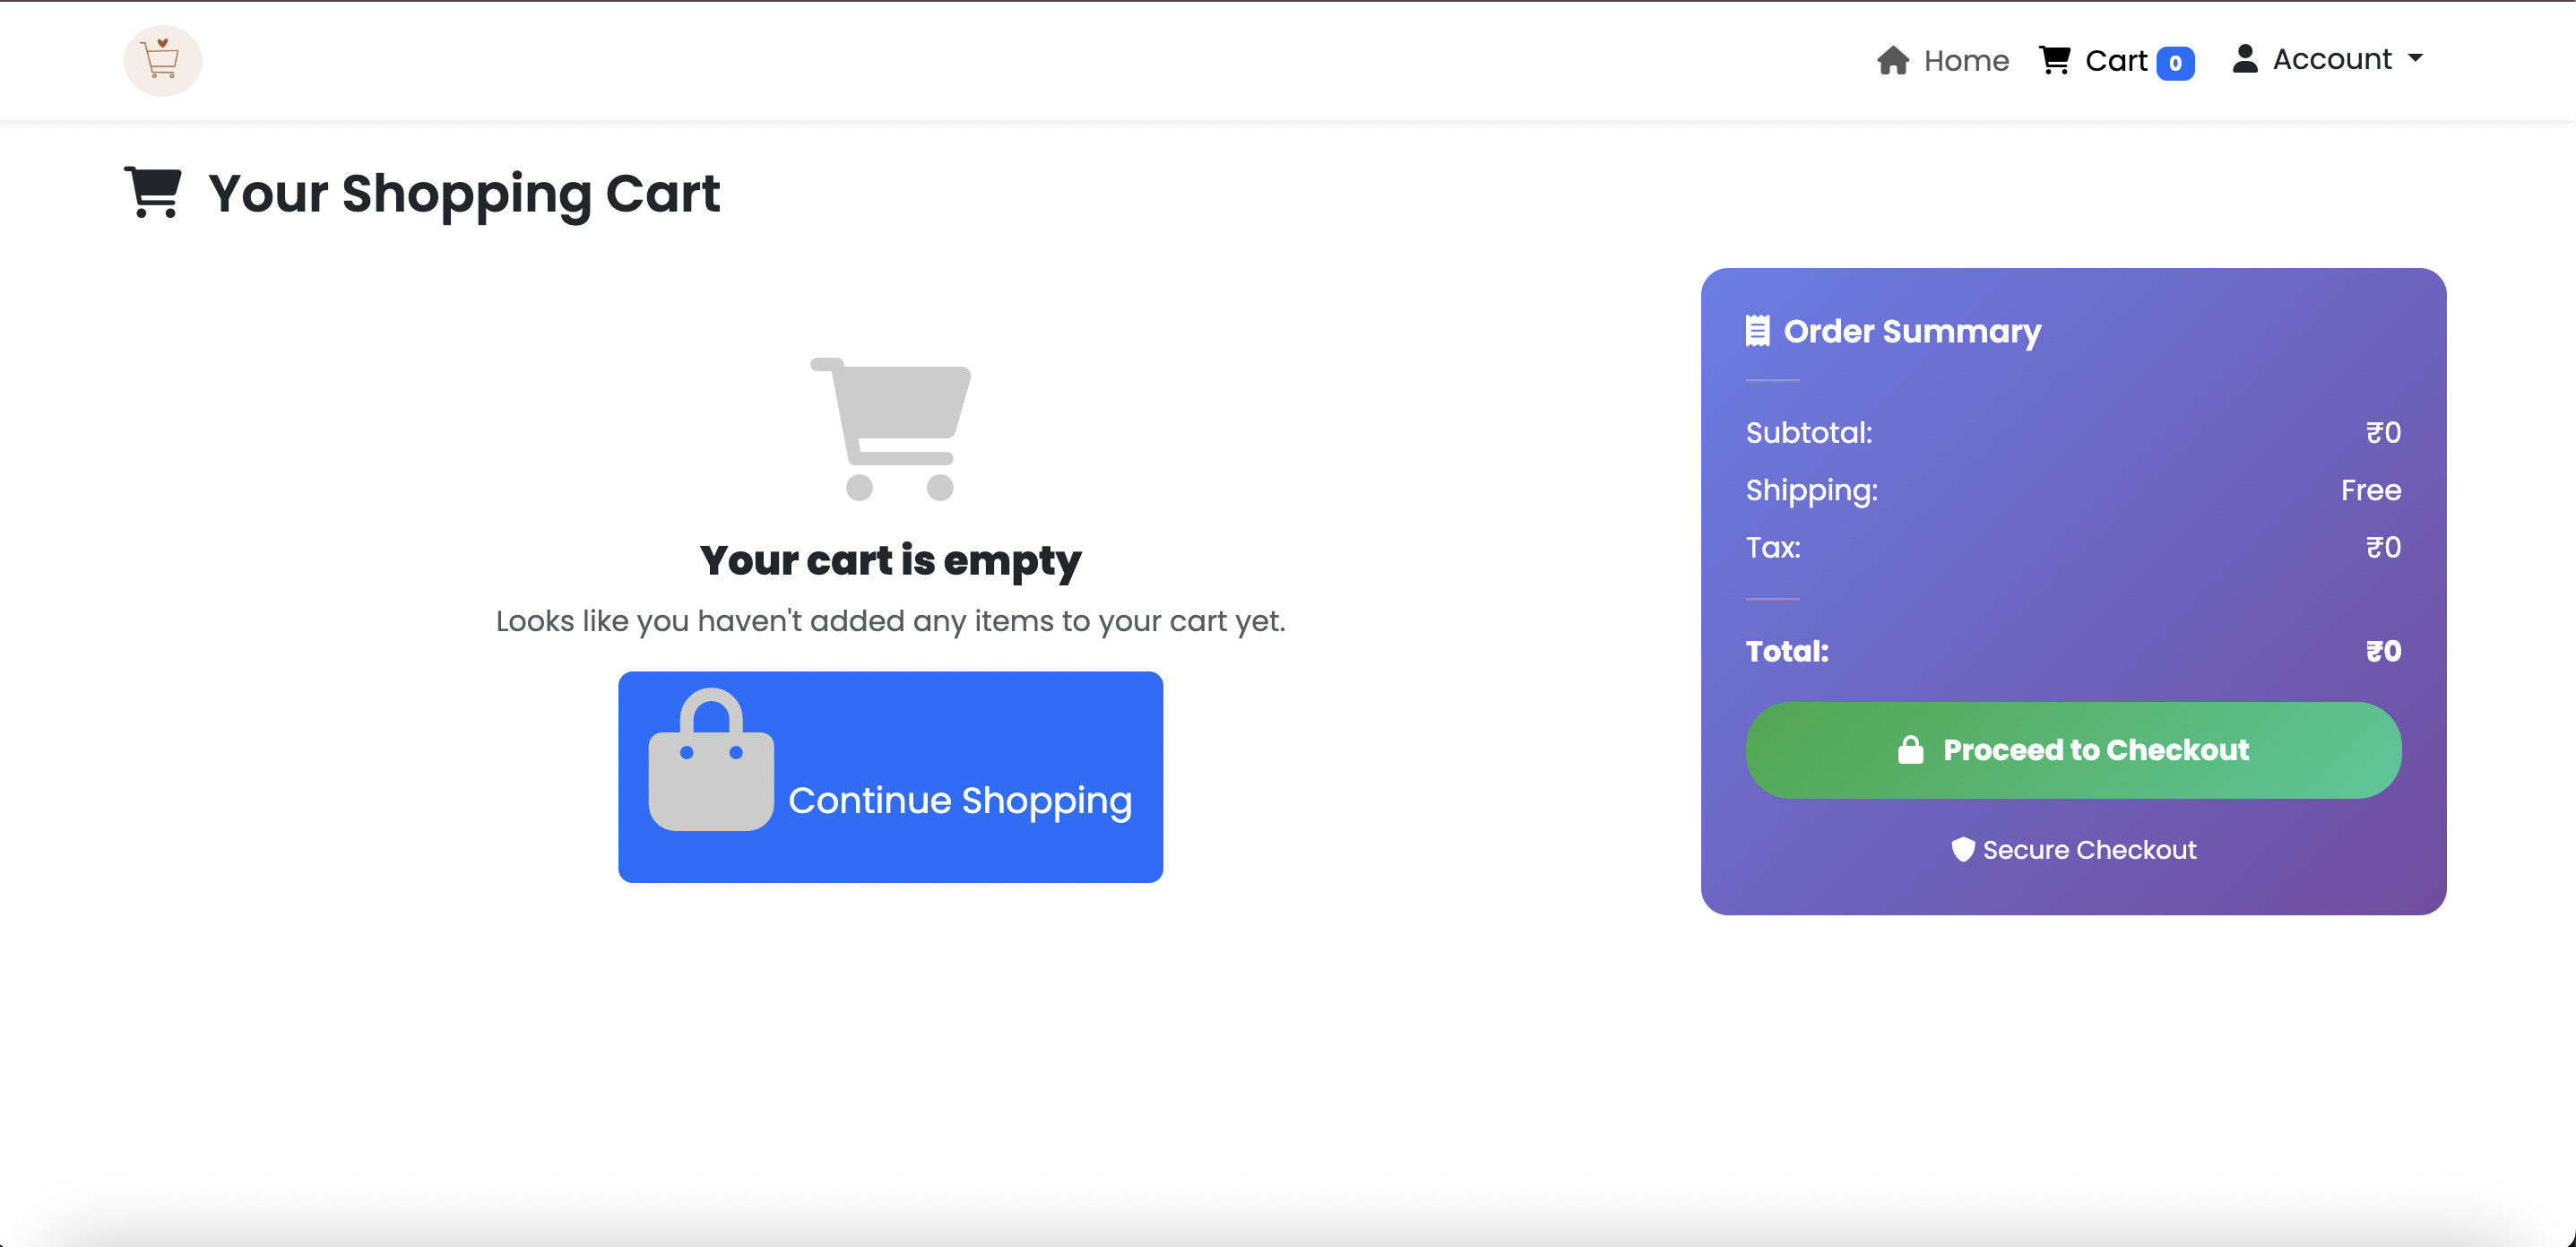 Home Cart 0 Account
Your Shopping Cart
Your cart is empty
Looks like you haven't added any items to your cart yet.
Continue Shopping
Order Summary
Subtotal: ₹0
Shipping: Free
Tax: ₹0
Total: ₹0
Proceed to Checkout
Secure Checkout